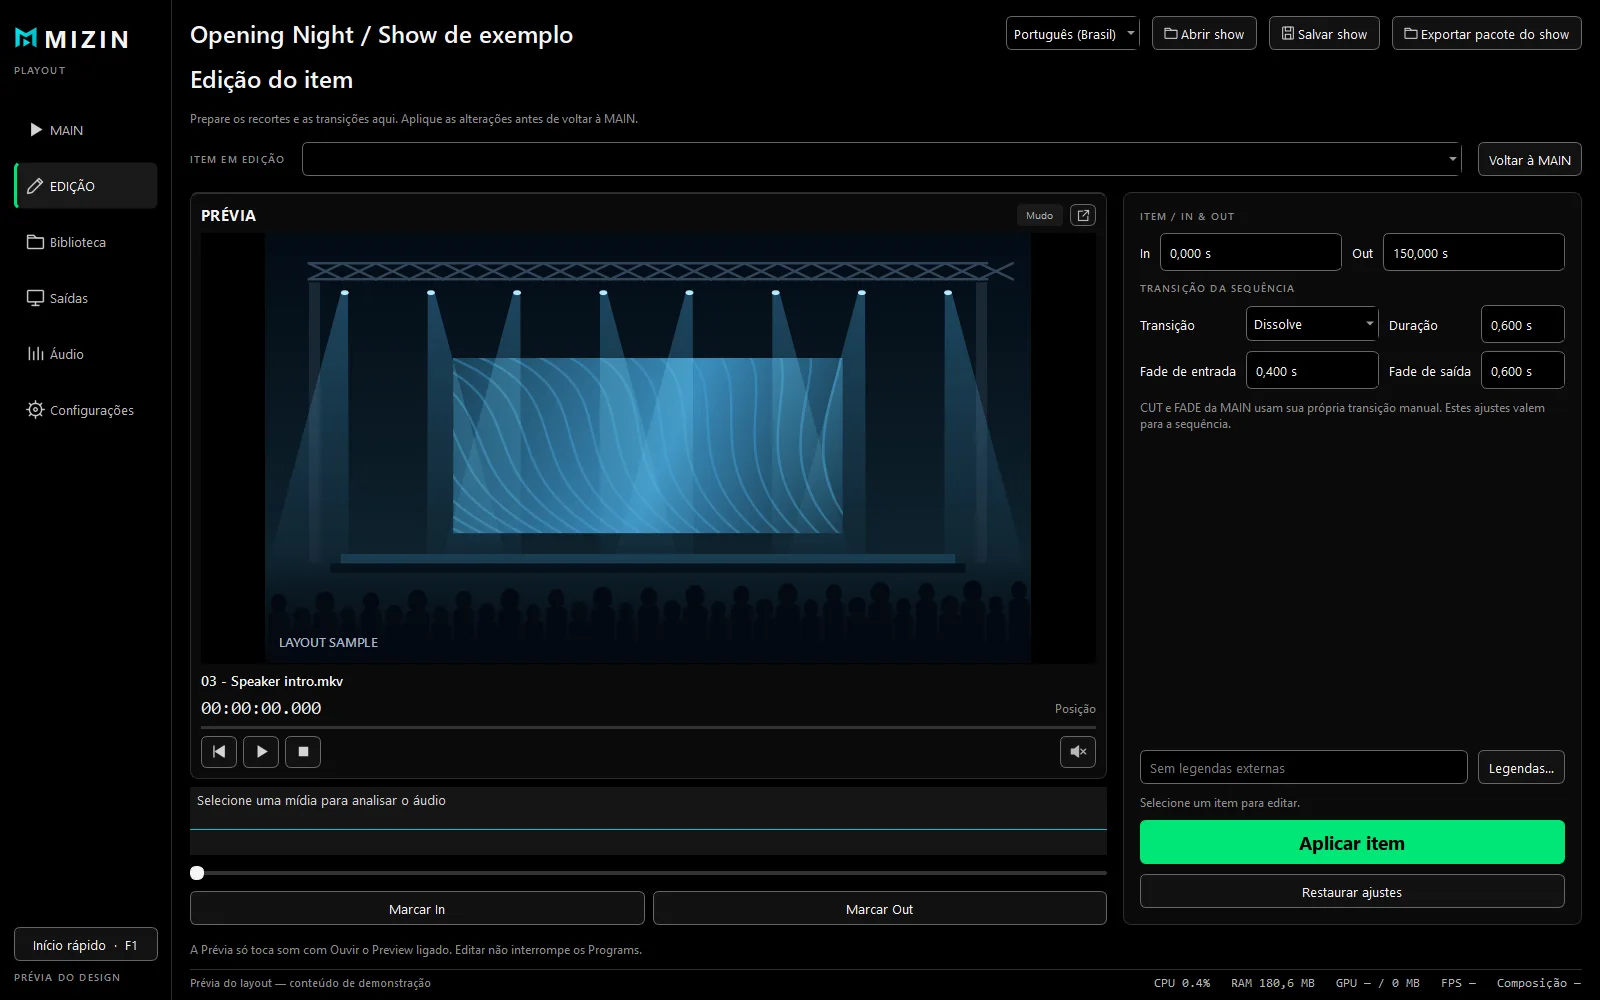 MIZIN
PLAYOUT
MAIN
EDIÇÃO
Biblioteca
Saídas
Áudio
Configurações
Início rápido · F1
PRÉVIA DO DESIGN
Opening Night / Show de exemplo
Português (Brasil)
Abrir show
Salvar show
Exportar pacote do show
Edição do item
Prepare os recortes e as transições aqui. Aplique as alterações antes de voltar à MAIN.
ITEM EM EDIÇÃO
Voltar à MAIN
PRÉVIA
Mudo
LAYOUT SAMPLE
03 - Speaker intro.mkv
00:00:00.000
Posição
Selecione uma mídia para analisar o áudio
Marcar In
Marcar Out
A Prévia só toca som com Ouvir o Preview ligado. Editar não interrompe os Programs.
ITEM / IN & OUT
In 0,000 s Out 150,000 s
TRANSIÇÃO DA SEQUÊNCIA
Transição Dissolve Duração 0,600 s
Fade de entrada 0,400 s Fade de saída 0,600 s
CUT e FADE da MAIN usam sua própria transição manual. Estes ajustes valem
para a sequência.
Sem legendas externas
Legendas...
Selecione um item para editar.
Aplicar item
Restaurar ajustes
Prévia do layout — conteúdo de demonstração
CPU 0.4% RAM 180,6 MB GPU — / 0 MB FPS — Composição —